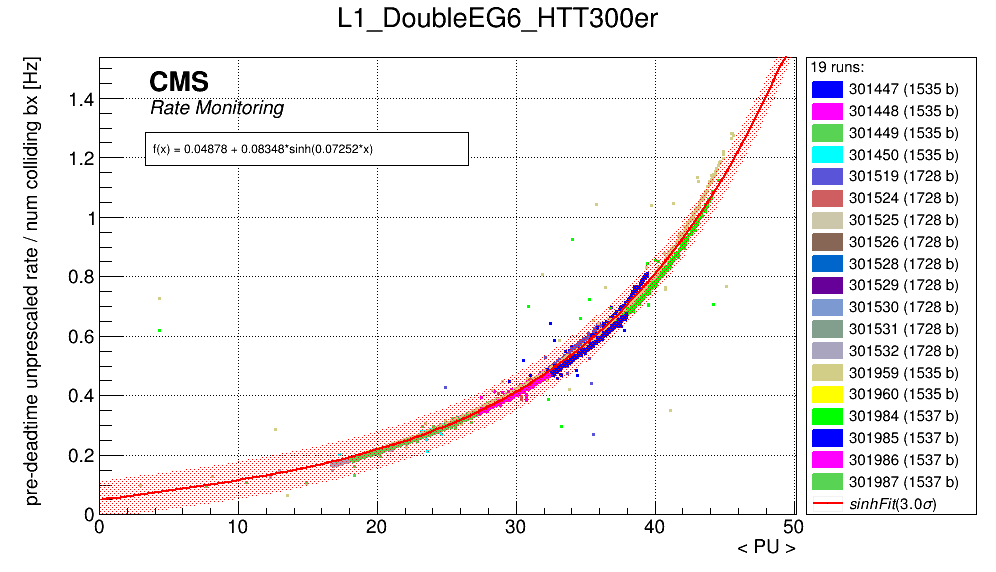 L1_DoubleEG6_HTT300er
pre-deadtime unprescaled rate / num colliding bx [Hz]
CMS
Rate Monitoring
f(x) = 0.04878 + 0.08348*sinh(0.07252*x)
1.4
1.2
1
0.8
0.6
0.4
0.2
0
0
10
20
30
40
50
< PU >
19 runs:
301447 (1535 b)
301448 (1535 b)
301449 (1535 b)
301450 (1535 b)
301519 (1728 b)
301524 (1728 b)
301525 (1728 b)
301526 (1728 b)
301528 (1728 b)
301529 (1728 b)
301530 (1728 b)
301531 (1728 b)
301532 (1728 b)
301959 (1535 b)
301960 (1535 b)
301984 (1537 b)
301985 (1537 b)
301986 (1537 b)
301987 (1537 b)
sinhFit(3.0σ)